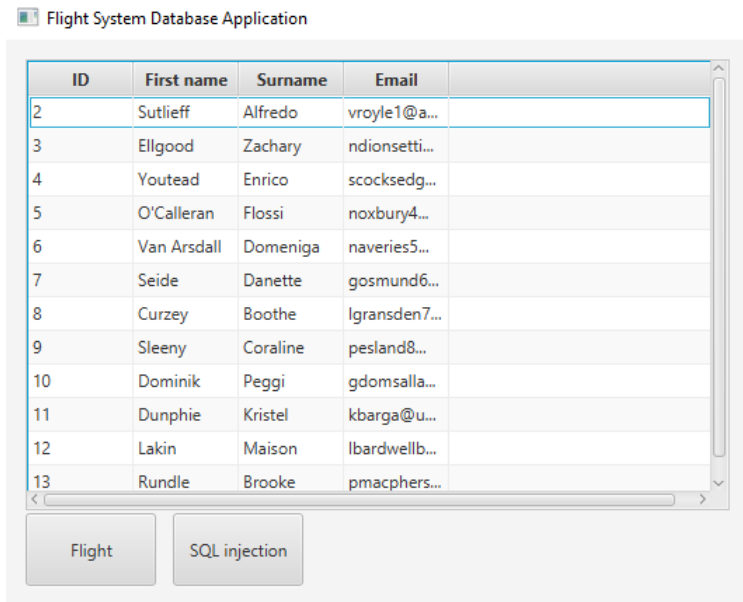 Flight System Database Application
ID First name Surname Email
2 Sutlieff Alfredo vroyle1@a...
3 Ellgood Zachary ndionsetti...
4 Youtead Enrico scocksedg...
5 O'Calleran Flossi noxbury4...
6 Van Arsdall Domeniga naveries5...
7 Seide Danette gosmund6...
8 Curzey Boothe lgransden7...
9 Sleeny Coraline pesland8...
10 Dominik Peggi gdomsalla...
11 Dunphie Kristel kbarga@u...
12 Lakin Maison lbardwellb...
13 Rundle Brooke pmacphers...
Flight SQL injection